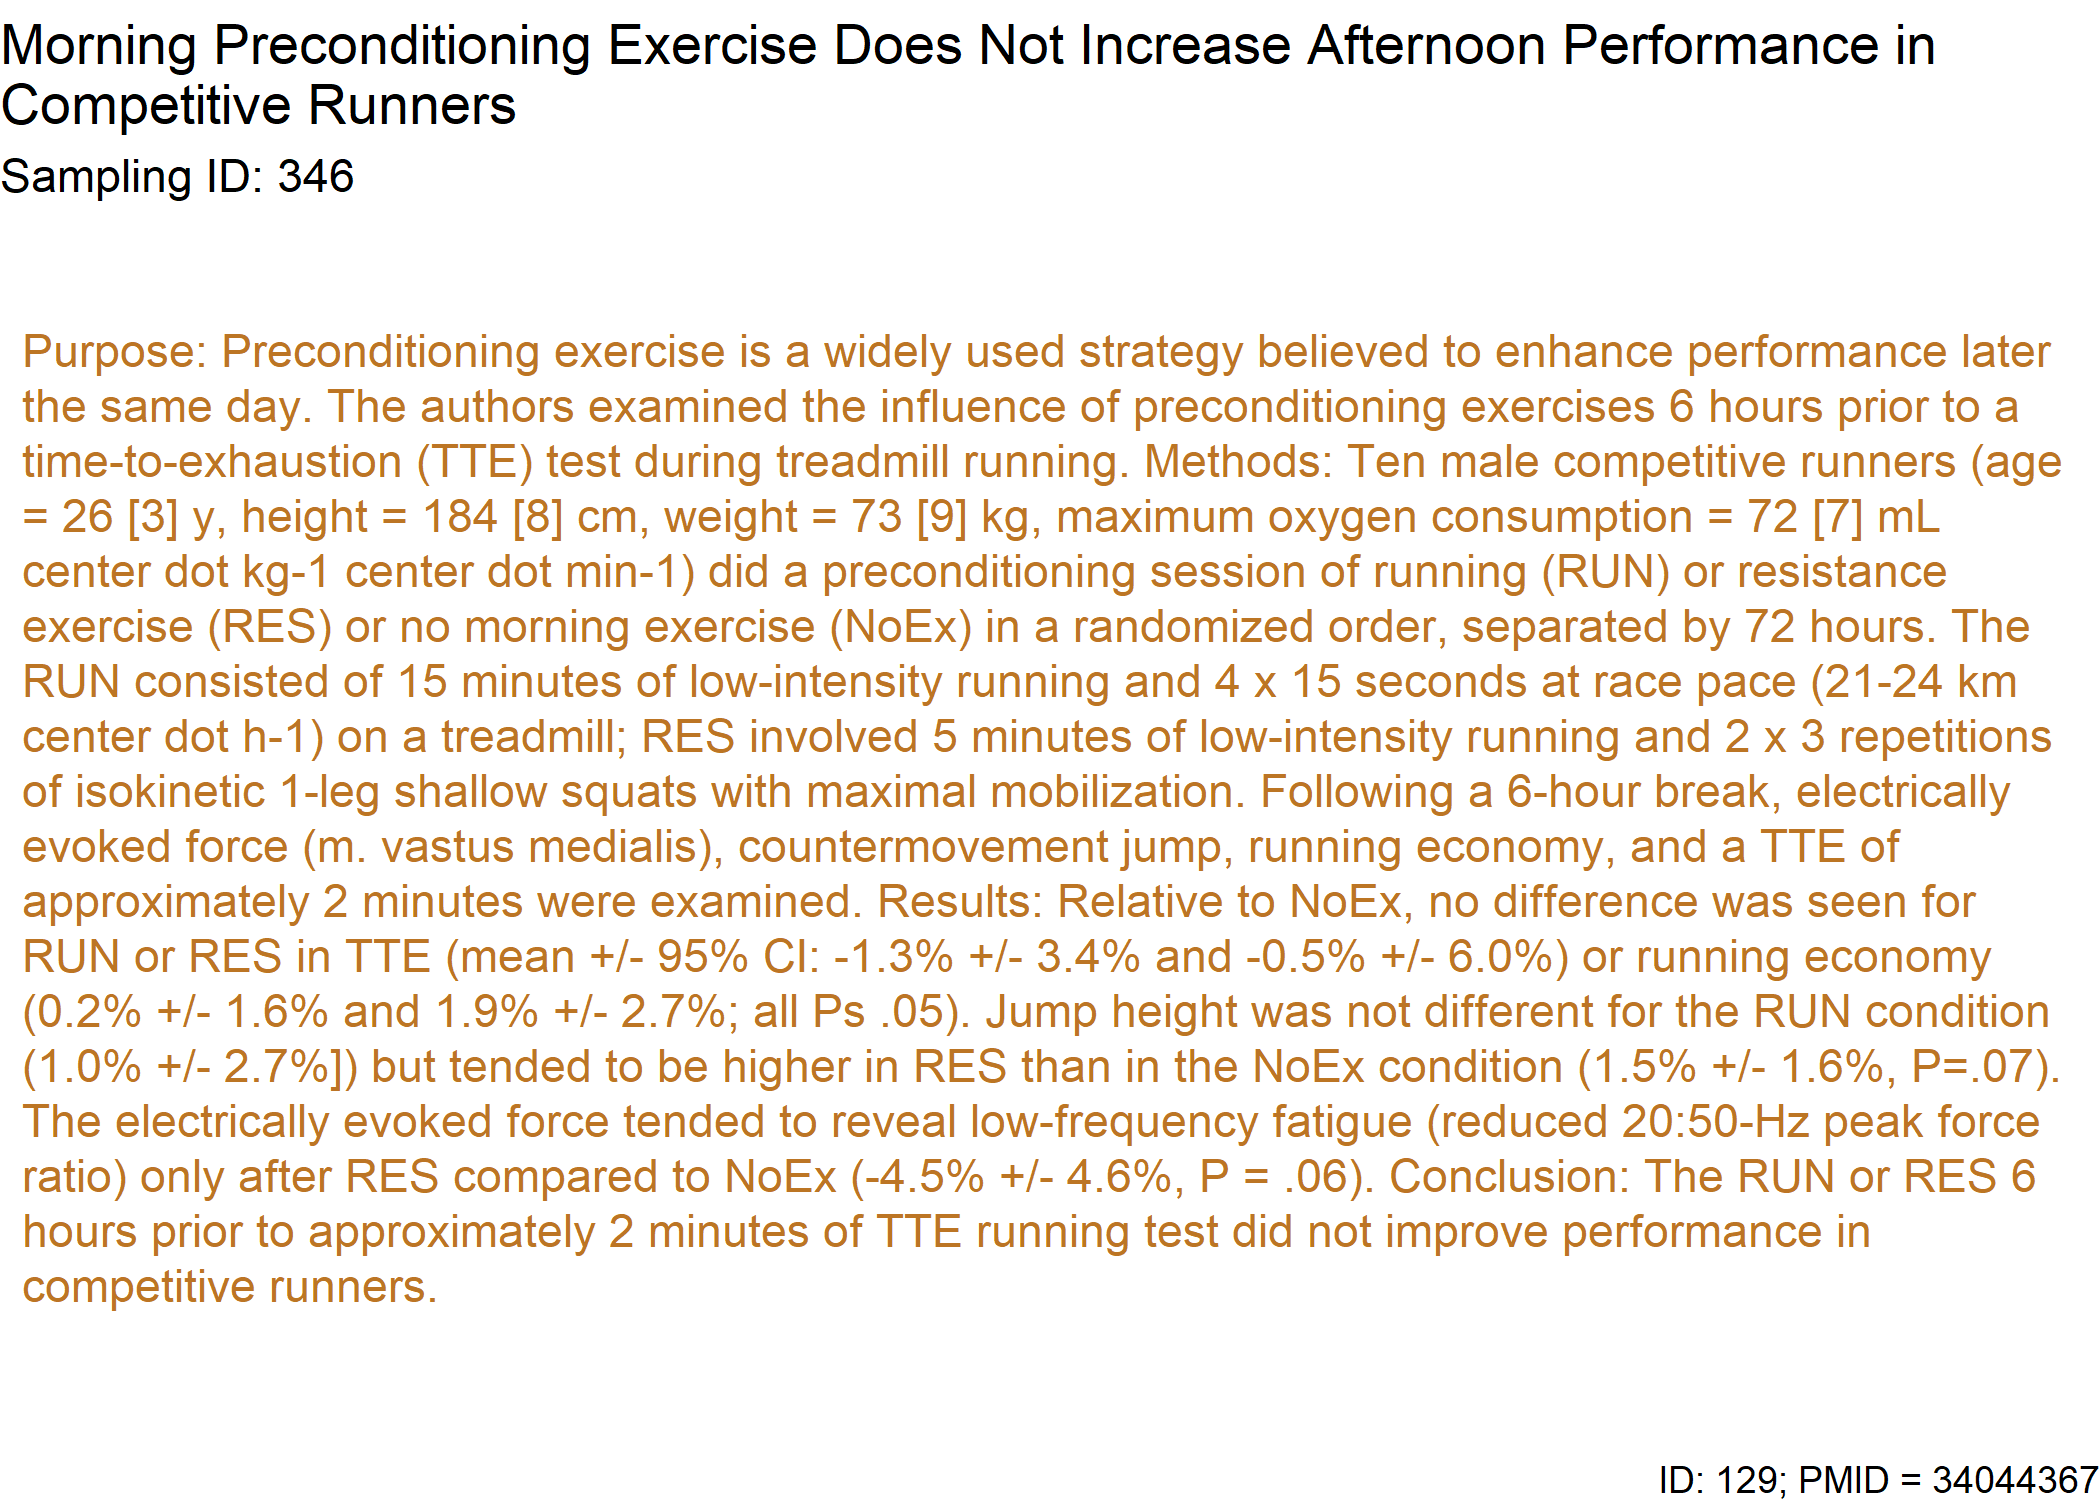 Morning Preconditioning Exercise Does Not Increase Afternoon Performance in
Competitive Runners
Sampling ID: 346
Purpose: Preconditioning exercise is a widely used strategy believed to enhance performance later
the same day. The authors examined the influence of preconditioning exercises 6 hours prior to a
time-to-exhaustion (TTE) test during treadmill running. Methods: Ten male competitive runners (age
= 26 [3] y, height = 184 [8] cm, weight = 73 [9] kg, maximum oxygen consumption = 72 [7] mL
center dot kg-1 center dot min-1) did a preconditioning session of running (RUN) or resistance
exercise (RES) or no morning exercise (NoEx) in a randomized order, separated by 72 hours. The
RUN consisted of 15 minutes of low-intensity running and 4 x 15 seconds at race pace (21-24 km
center dot h-1) on a treadmill; RES involved 5 minutes of low-intensity running and 2 x 3 repetitions
of isokinetic 1-leg shallow squats with maximal mobilization. Following a 6-hour break, electrically
evoked force (m. vastus medialis), countermovement jump, running economy, and a TTE of
approximately 2 minutes were examined. Results: Relative to NoEx, no difference was seen for
RUN or RES in TTE (mean +/- 95% CI: -1.3% +/- 3.4% and -0.5% +/- 6.0%) or running economy
(0.2% +/- 1.6% and 1.9% +/- 2.7%; all Ps .05). Jump height was not different for the RUN condition
(1.0% +/- 2.7%]) but tended to be higher in RES than in the NoEx condition (1.5% +/- 1.6%, P=.07).
The electrically evoked force tended to reveal low-frequency fatigue (reduced 20:50-Hz peak force
ratio) only after RES compared to NoEx (-4.5% +/- 4.6%, P = .06). Conclusion: The RUN or RES 6
hours prior to approximately 2 minutes of TTE running test did not improve performance in
competitive runners.
ID: 129; PMID = 34044367